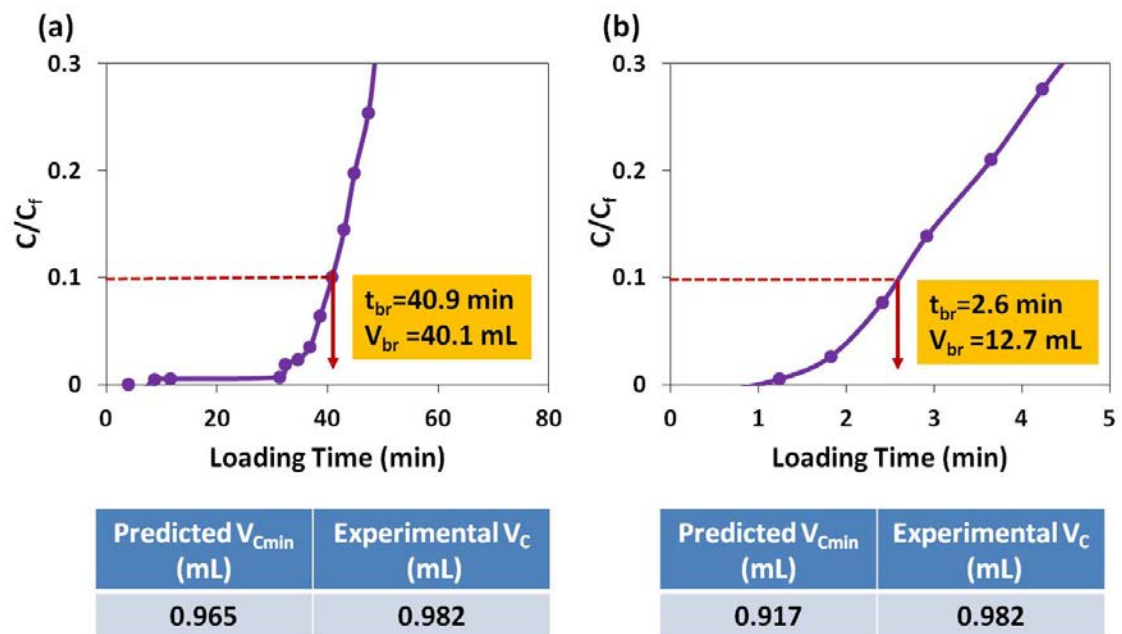 (a)
0.3
0.2
0.1
0
C/Cf
0 20 40 60 80
Loading Time (min)
tbr=40.9 min
Vbr=40.1 mL
Predicted VCmin (mL)
Experimental VC (mL)
0.965
0.982
(b)
0.3
0.2
0.1
0
C/Cf
0 1 2 3 4 5
Loading Time (min)
tbr=2.6 min
Vbr=12.7 mL
Predicted VCmin (mL)
Experimental VC (mL)
0.917
0.982